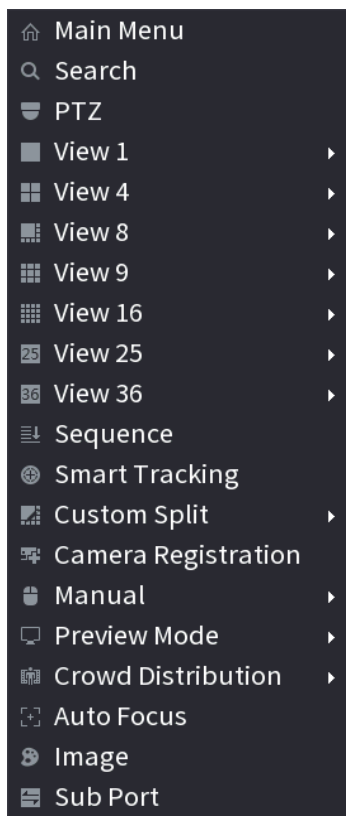 Main Menu
Search
PTZ
View 1
View 4
View 8
View 9
View 16
25 View 25
36 View 36
Sequence
Smart Tracking
Custom Split
Camera Registration
Manual
Preview Mode
Crowd Distribution
Auto Focus
Image
Sub Port